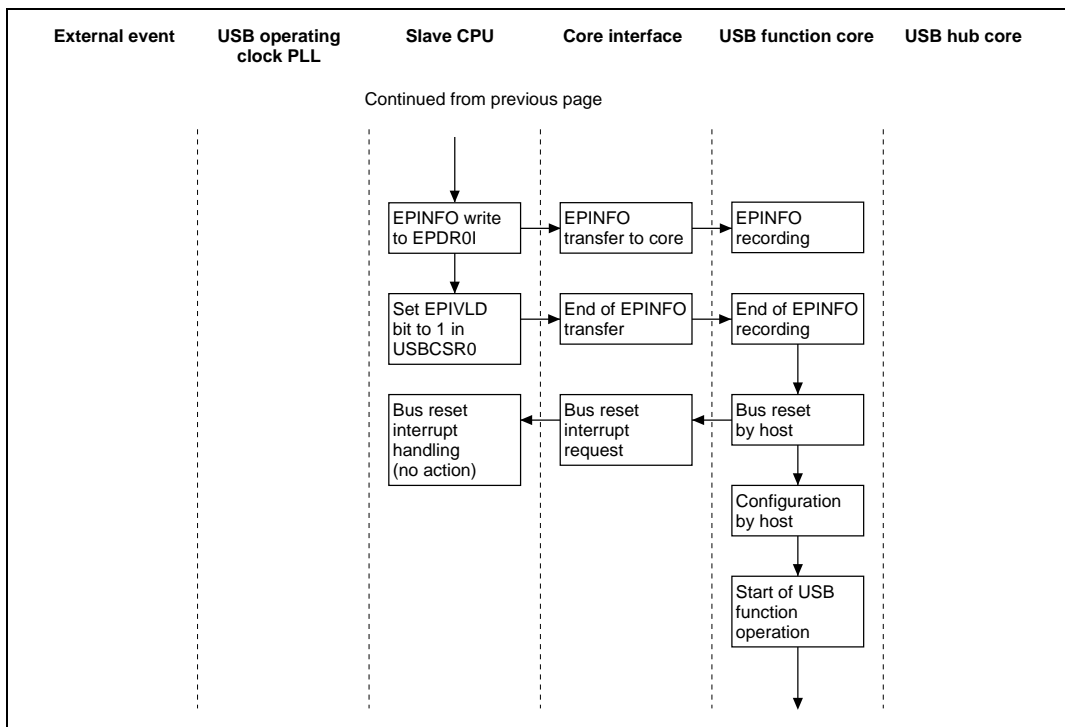 External event
USB operating
clock PLL
Slave CPU
Core interface
USB function core
USB hub core
Continued from previous page
EPINFO write
to EPDR0I
EPINFO
transfer to core
EPINFO
recording
Set EPIVLD
bit to 1 in
USBCSR0
End of EPINFO
transfer
End of EPINFO
recording
Bus reset
interrupt
handling
(no action)
Bus reset
interrupt
request
Bus reset
by host
Configuration
by host
Start of USB
function
operation